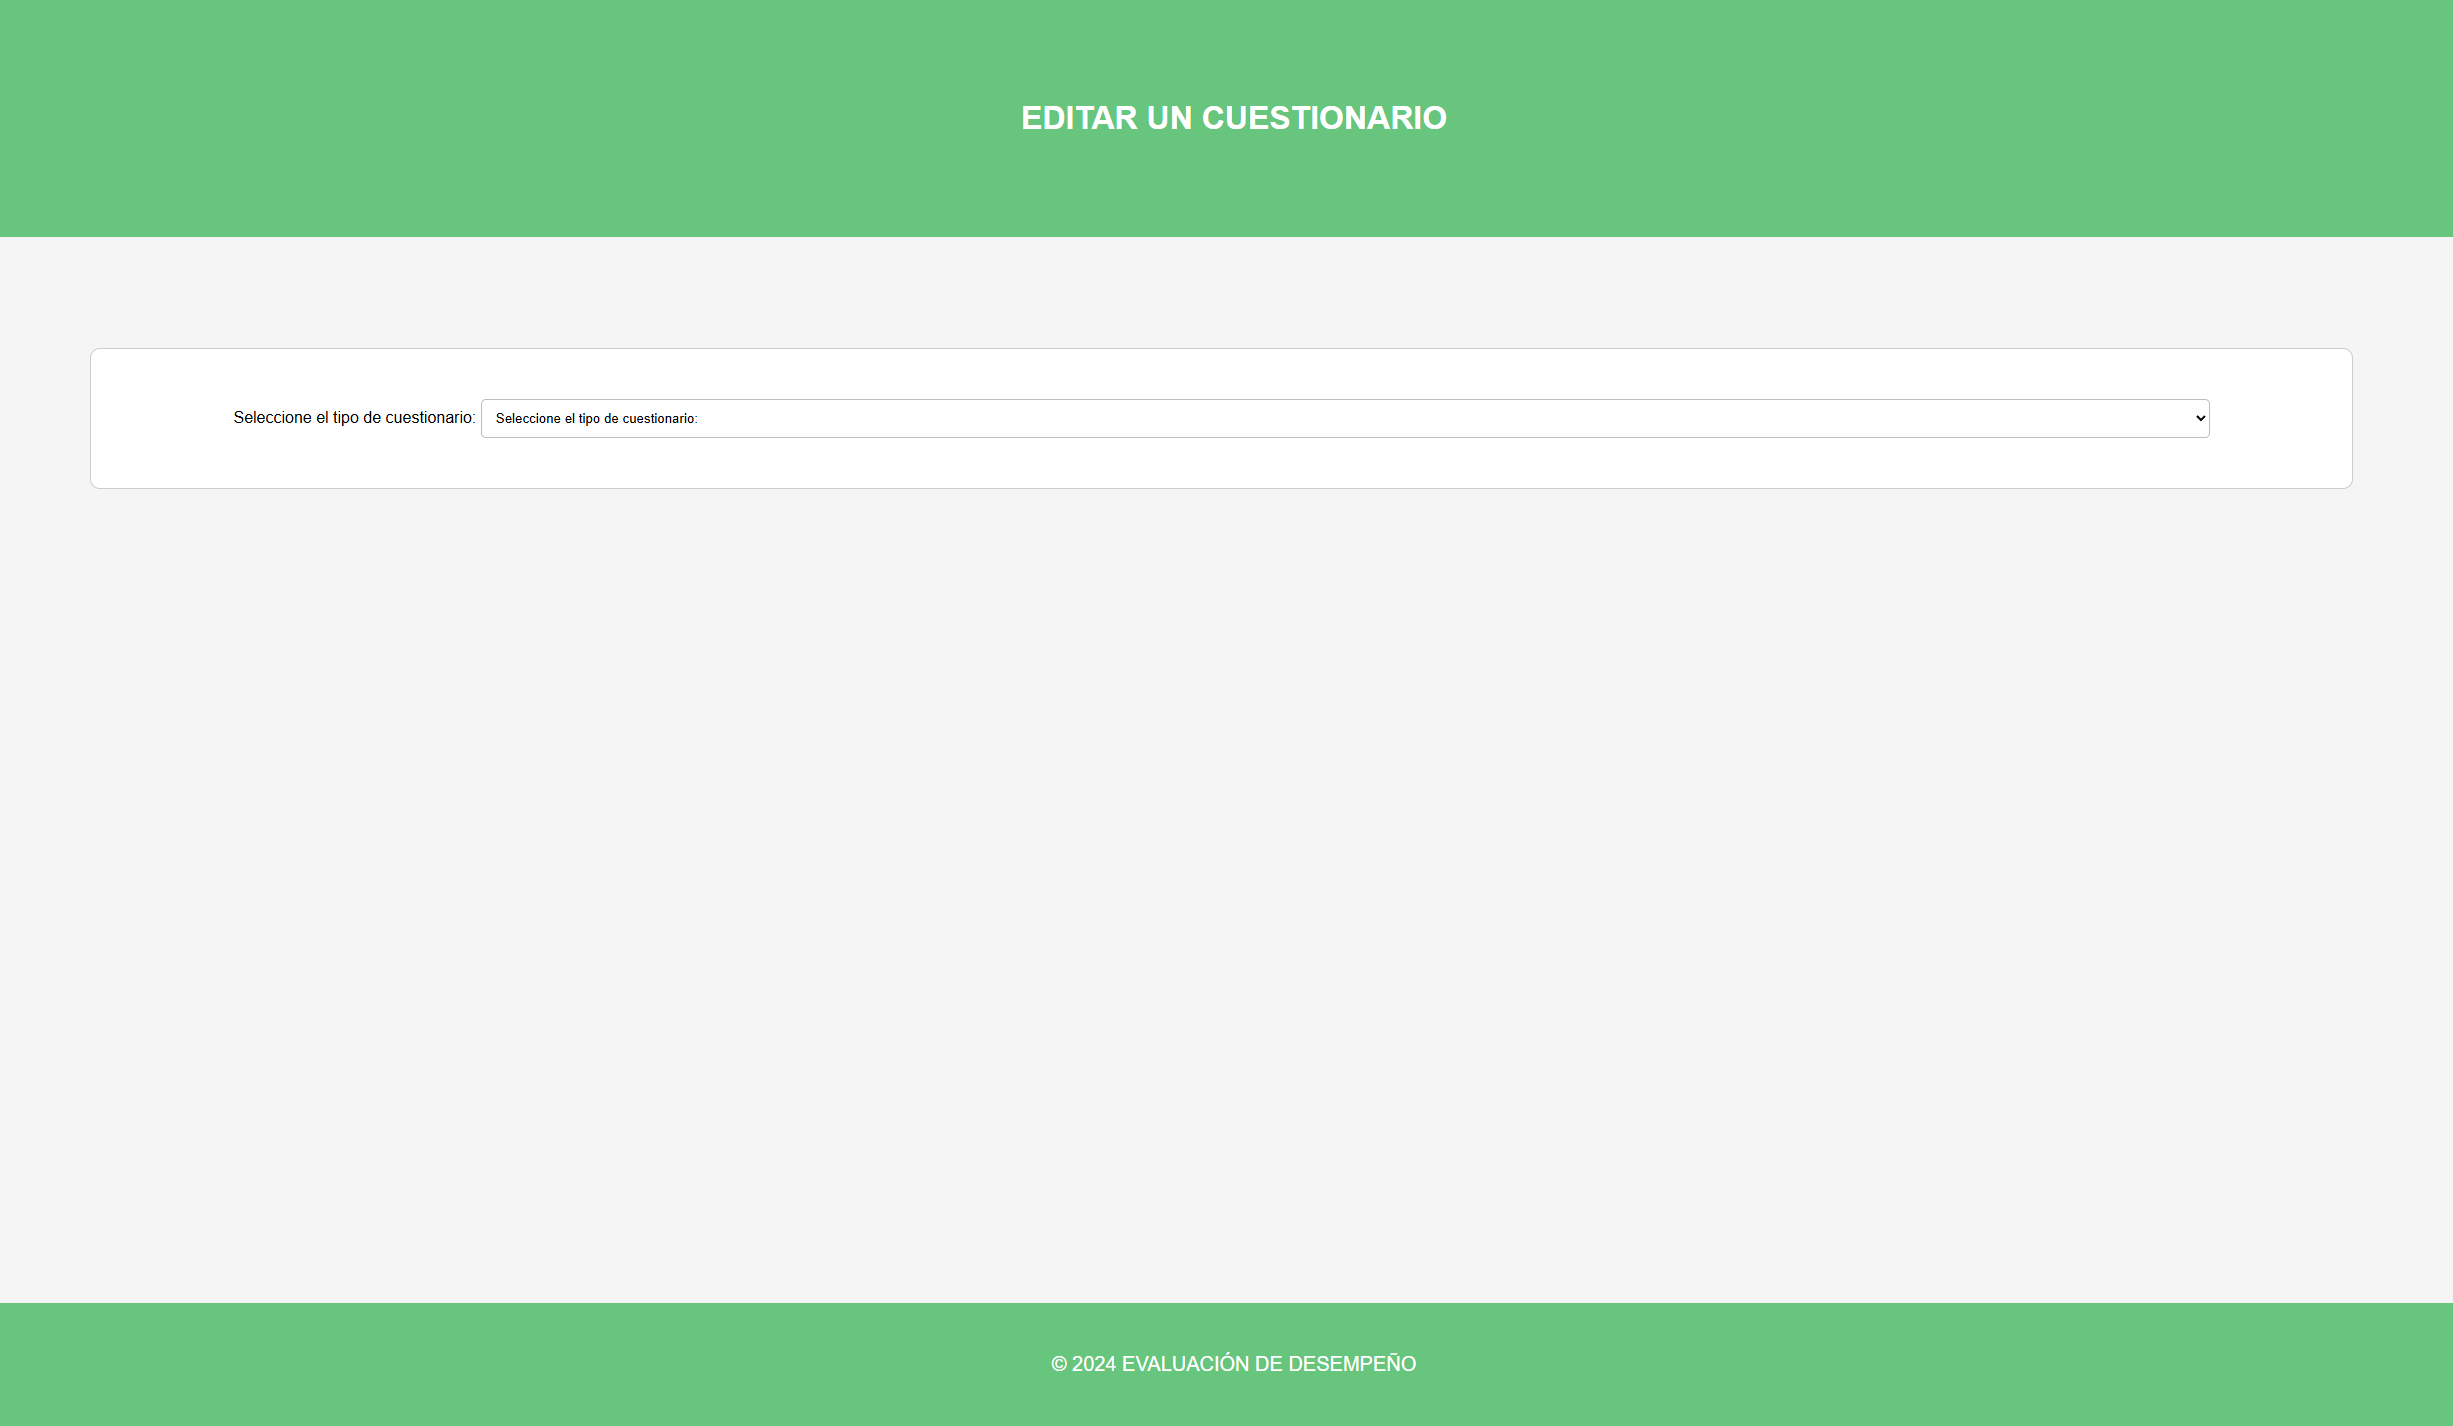 EDITAR UN CUESTIONARIO
Seleccione el tipo de cuestionario: Seleccione el tipo de cuestionario:
© 2024 EVALUACIÓN DE DESEMPEÑO